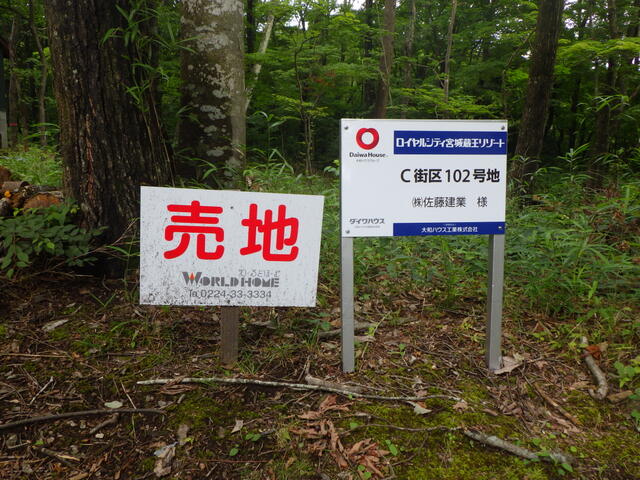 売地
WORLD HOME
Tel.0224-33-3334
Daiwa House
ロイヤルシティ宮城蔵王リゾート
C街区102号地
㈱佐藤建業 様
ダイワハウス
大和ハウス工業株式会社